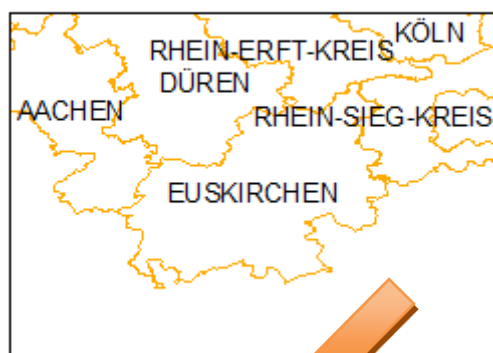 KÖLN
RHEIN-ERFT-KREIS
DÜREN
AACHEN
RHEIN-SIEG-KREIS
EUSKIRCHEN